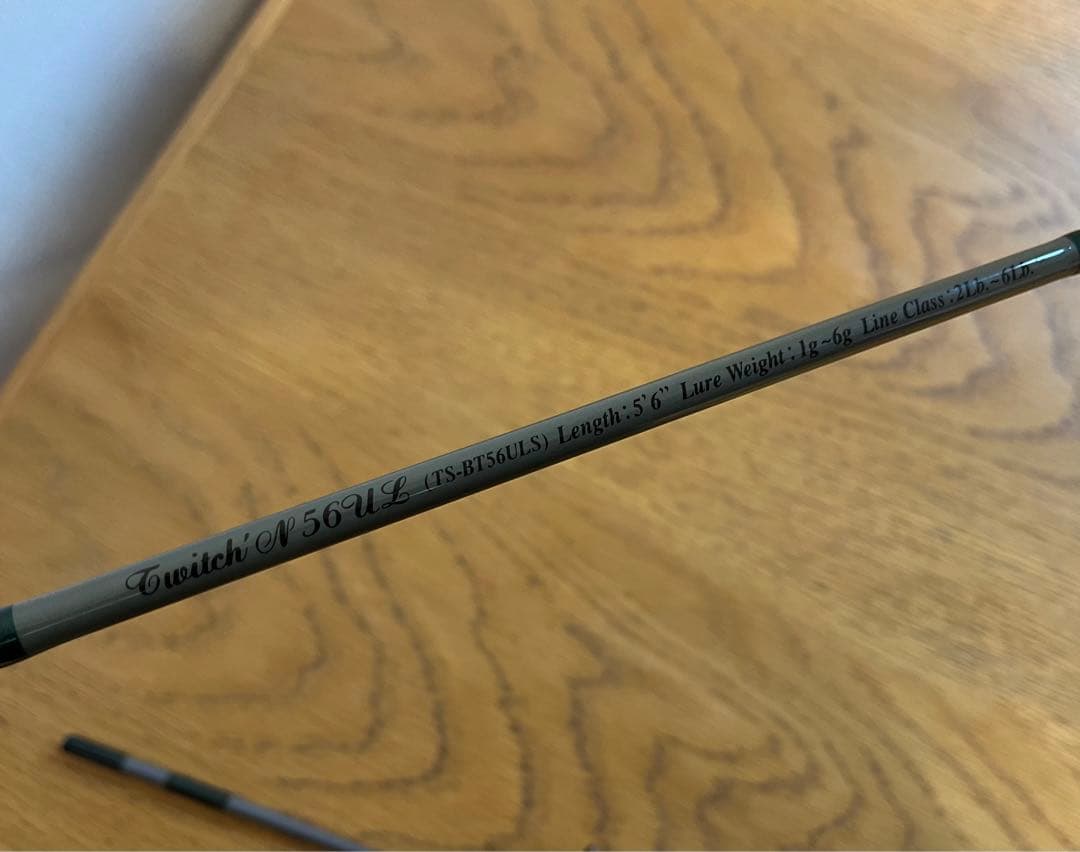 Twitch' N 56UL (TS-BT56ULS) Length:5'6" Lure Weight:1g~6g Line Class:2Lb.~6Lb.